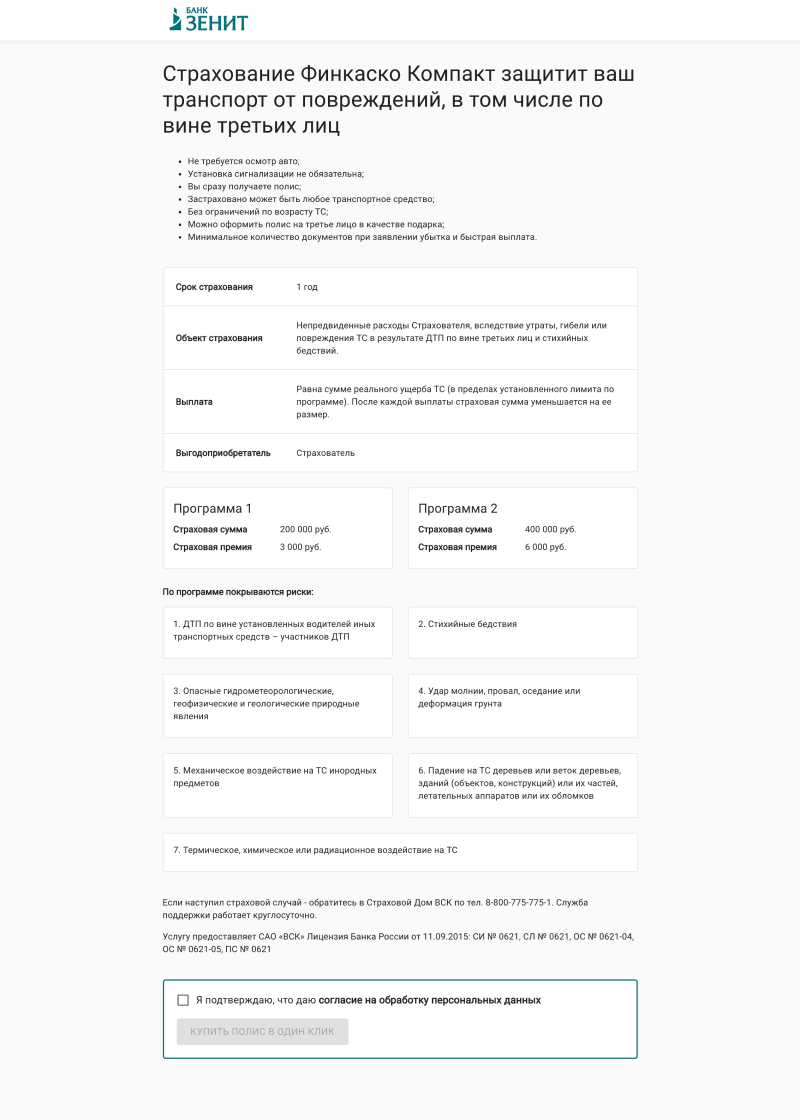 БАНК
ЗЕНИТ
Страхование Финкаско Компакт защитит ваш
транспорт от повреждений, в том числе по
вине третьих лиц
• Не требуется осмотр авто;
• Установка сигнализации не обязательна;
• Вы сразу получаете полис;
• Застраховано может быть любое транспортное средство;
• Без ограничений по возрасту ТС;
• Можно оформить полис на третье лицо в качестве подарка;
• Минимальное количество документов при заявлении убытка и быстрая выплата.
Срок страхования 1 год
Объект страхования Непредвиденные расходы Страхователя, вследствие утраты, гибели или
повреждения ТС в результате ДТП по вине третьих лиц и стихийных
бедствий.
Выплата Равна сумме реального ущерба ТС (в пределах установленного лимита по
программе). После каждой выплаты страховая сумма уменьшается на ее
размер.
Выгодоприобретатель Страхователь
Программа 1
Страховая сумма 200 000 руб.
Страховая премия 3 000 руб.
Программа 2
Страховая сумма 400 000 руб.
Страховая премия 6 000 руб.
По программе покрываются риски:
1. ДТП по вине установленных водителей иных
транспортных средств – участников ДТП
2. Стихийные бедствия
3. Опасные гидрометеорологические,
геофизические и геологические природные
явления
4. Удар молнии, провал, оседание или
деформация грунта
5. Механическое воздействие на ТС инородных
предметов
6. Падение на ТС деревьев или веток деревьев,
зданий (объектов, конструкций) или их частей,
летательных аппаратов или их обломков
7. Термическое, химическое или радиационное воздействие на ТС
Если наступил страховой случай - обратитесь в Страховой Дом ВСК по тел. 8-800-775-775-1. Служба
поддержки работает круглосуточно.
Услугу предоставляет САО «ВСК» Лицензия Банка России от 11.09.2015: СИ № 0621, СЛ № 0621, ОС № 0621-04,
ОС № 0621-05, ПС № 0621
Я подтверждаю, что даю согласие на обработку персональных данных
КУПИТЬ ПОЛИС В ОДИН КЛИК